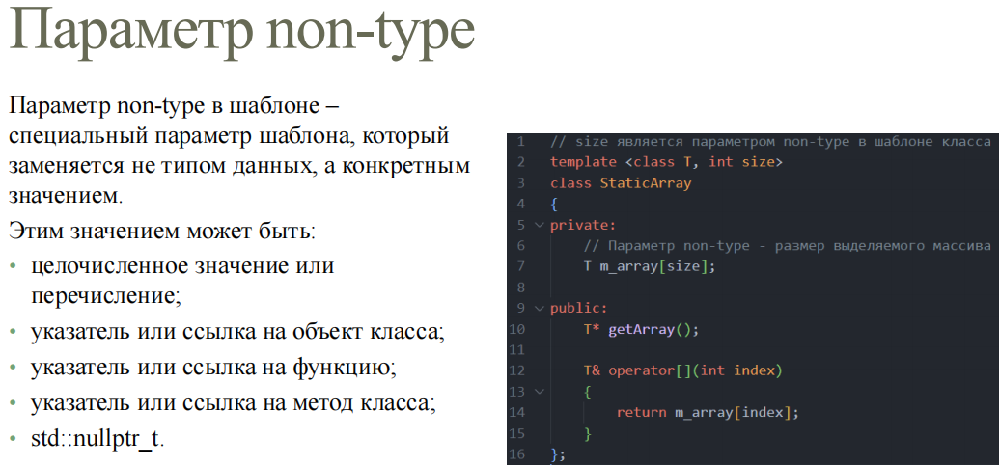 Параметр non-type
Параметр non-type в шаблоне –
специальный параметр шаблона, который
заменяется не типом данных, а конкретным
значением.
Этим значением может быть:
• целочисленное значение или
перечисление;
• указатель или ссылка на объект класса;
• указатель или ссылка на функцию;
• указатель или ссылка на метод класса;
• std::nullptr_t.
1 // size является параметром non-type в шаблоне класса
2 template <class T, int size>
3 class StaticArray
4 {
5 private:
6 // Параметр non-type - размер выделяемого массива
7 T m_array[size];
8
9 public:
10 T* getArray();
11
12 T& operator[](int index)
13 {
14 return m_array[index];
15 }
16 };